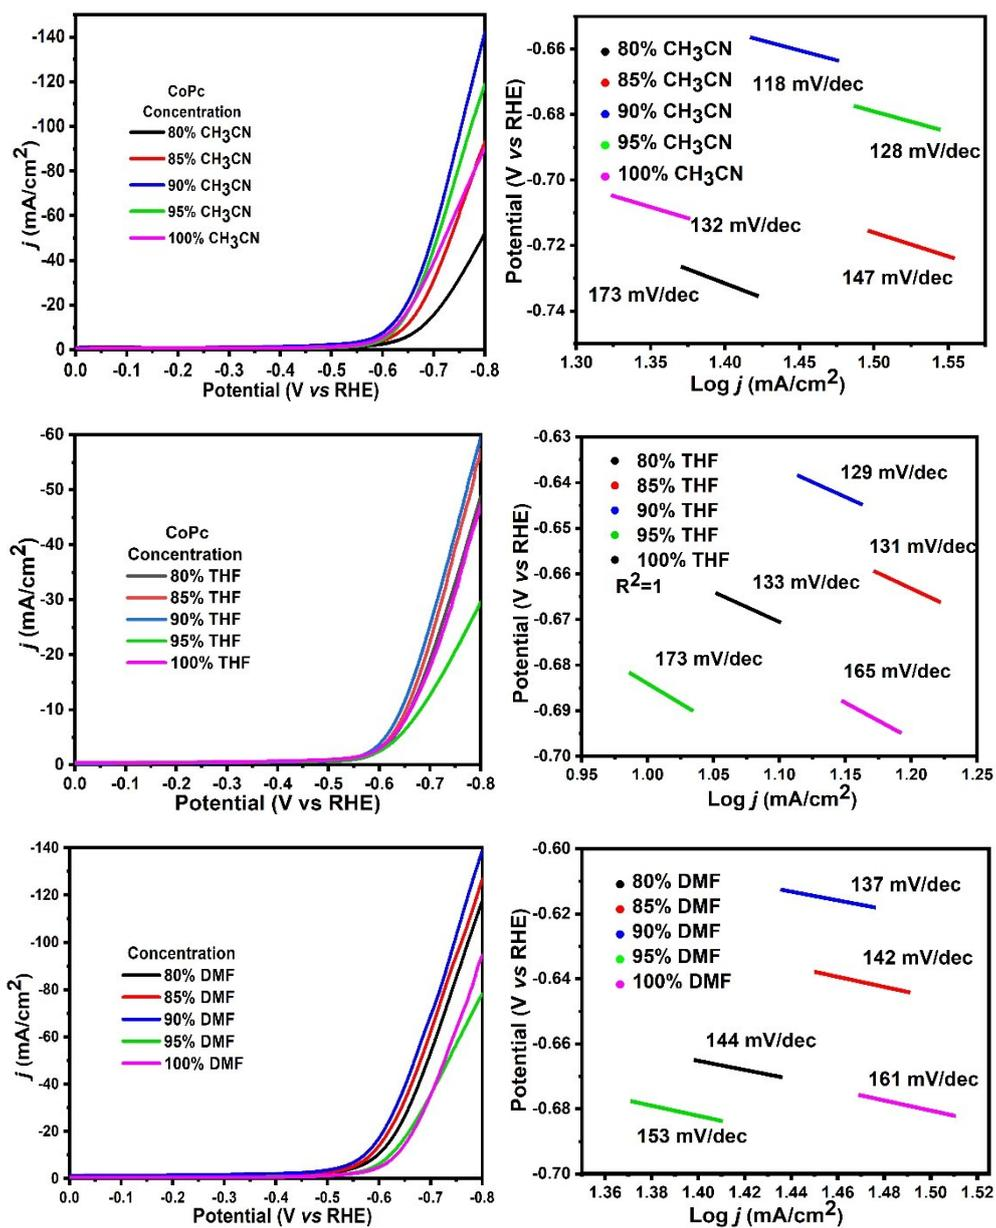 -140
-120
-100
-80
-60
-40
-20
0
j (mA/cm²)
CoPc
Concentration
80% CH₃CN
85% CH₃CN
90% CH₃CN
95% CH₃CN
100% CH₃CN
0.0 -0.1 -0.2 -0.3 -0.4 -0.5 -0.6 -0.7 -0.8
Potential (V vs RHE)
-0.66
-0.68
-0.70
-0.72
-0.74
Potential (V vs RHE)
80% CH₃CN
85% CH₃CN
90% CH₃CN
95% CH₃CN
100% CH₃CN
118 mV/dec
128 mV/dec
132 mV/dec
147 mV/dec
173 mV/dec
1.30 1.35 1.40 1.45 1.50 1.55
Log j (mA/cm²)
-60
-50
-40
-30
-20
-10
0
j (mA/cm²)
CoPc
Concentration
80% THF
85% THF
90% THF
95% THF
100% THF
0.0 -0.1 -0.2 -0.3 -0.4 -0.5 -0.6 -0.7 -0.8
Potential (V vs RHE)
-0.63
-0.64
-0.65
-0.66
-0.67
-0.68
-0.69
-0.70
Potential (V vs RHE)
80% THF
85% THF
90% THF
95% THF
100% THF
R²=1
129 mV/dec
131 mV/dec
133 mV/dec
173 mV/dec
165 mV/dec
0.95 1.00 1.05 1.10 1.15 1.20 1.25
Log j (mA/cm²)
-140
-120
-100
-80
-60
-40
-20
0
j (mA/cm²)
Concentration
80% DMF
85% DMF
90% DMF
95% DMF
100% DMF
0.0 -0.1 -0.2 -0.3 -0.4 -0.5 -0.6 -0.7 -0.8
Potential (V vs RHE)
-0.60
-0.62
-0.64
-0.66
-0.68
-0.70
Potential (V vs RHE)
80% DMF
85% DMF
90% DMF
95% DMF
100% DMF
137 mV/dec
142 mV/dec
144 mV/dec
161 mV/dec
153 mV/dec
1.36 1.38 1.40 1.42 1.44 1.46 1.48 1.50 1.52
Log j (mA/cm²)